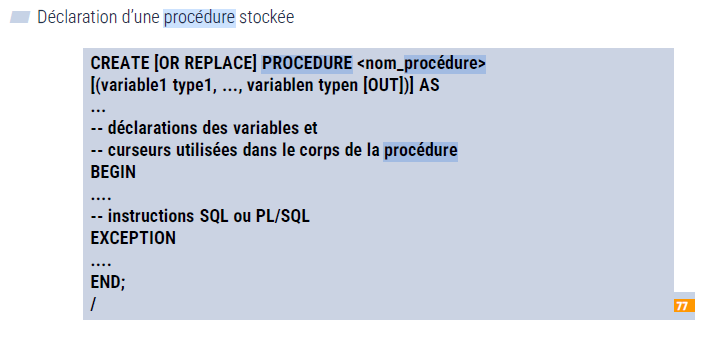 Déclaration d’une procédure stockée
CREATE [OR REPLACE] PROCEDURE <nom_procédure>
[(variable1 type1, ..., variablen typen [OUT])] AS
...
-- déclarations des variables et
-- curseurs utilisées dans le corps de la procédure
BEGIN
....
-- instructions SQL ou PL/SQL
EXCEPTION
....
END;
/
77